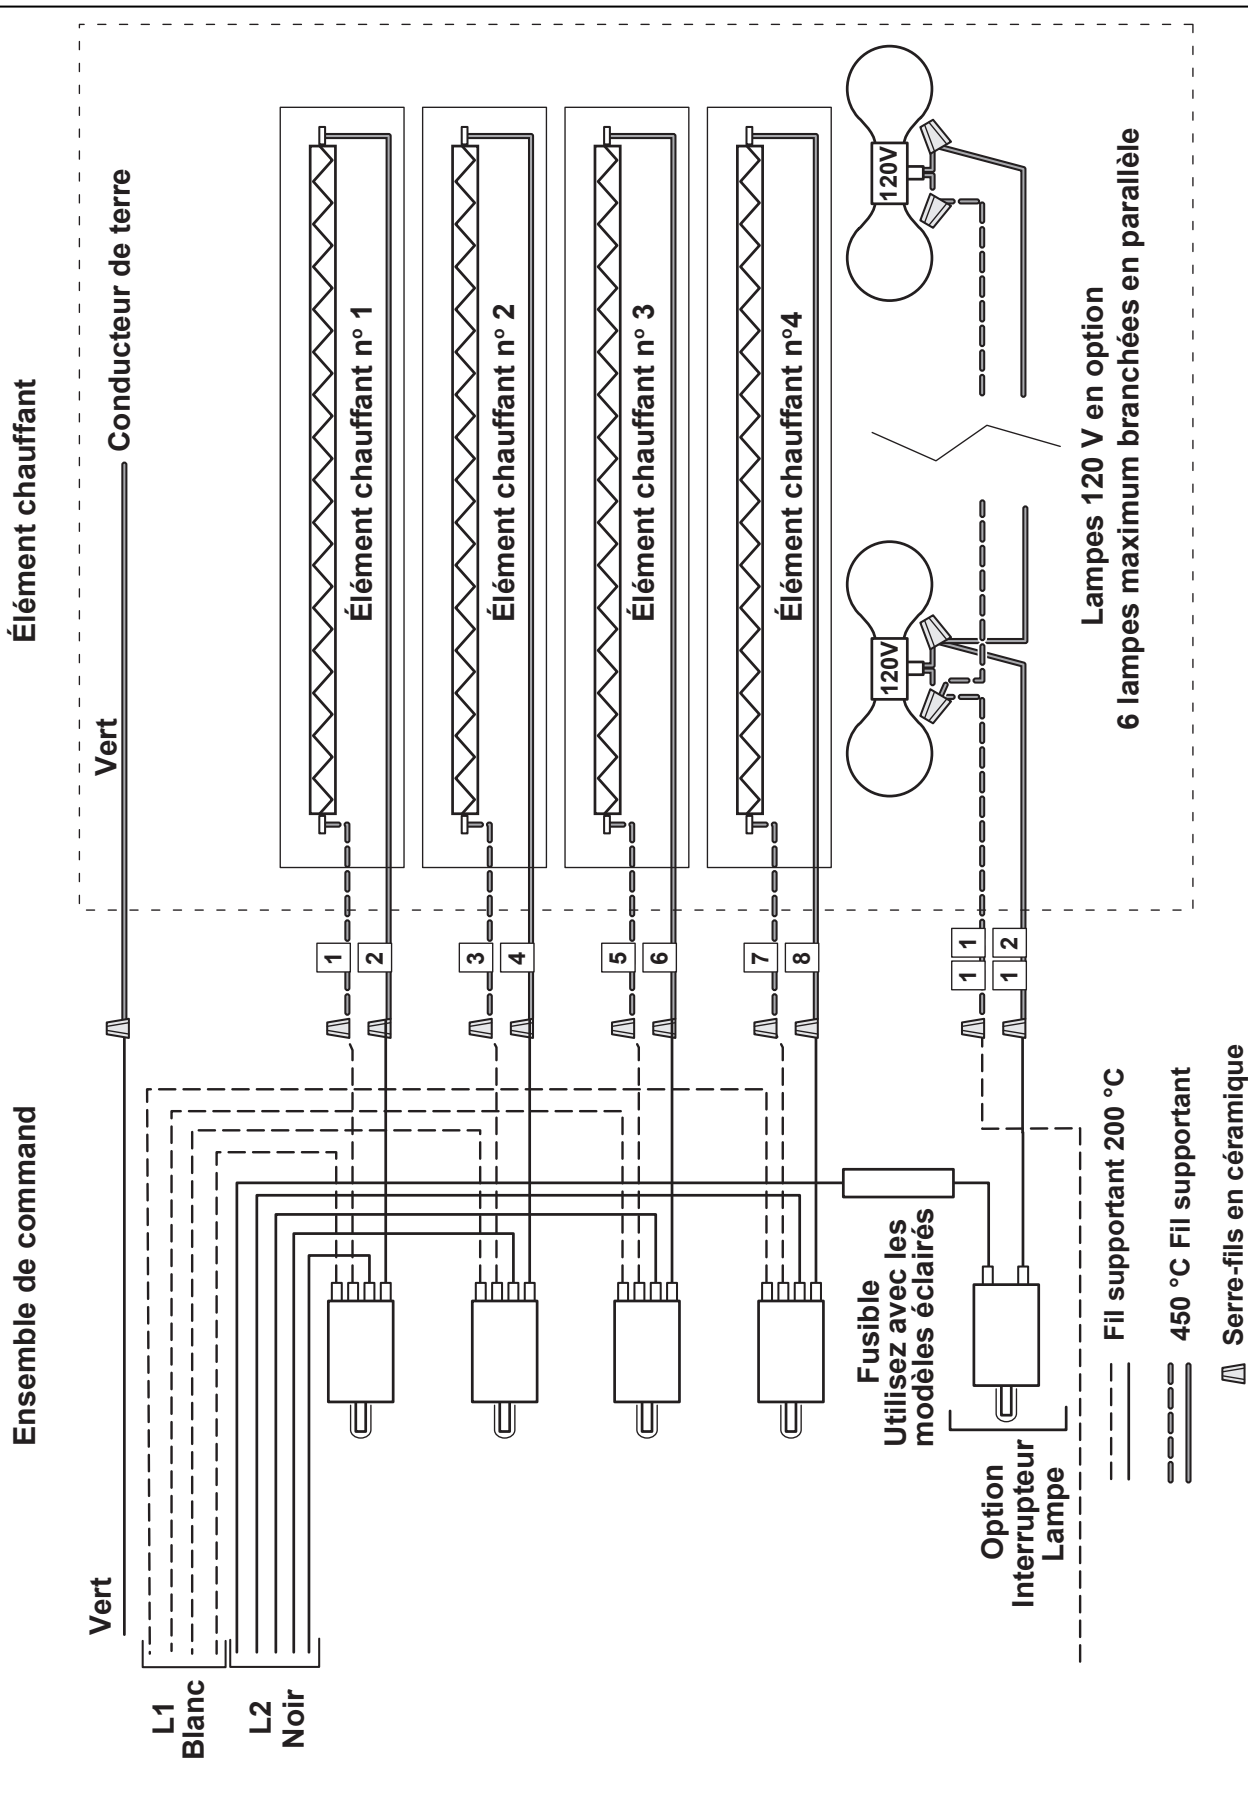 Ensemble de command
Élément chauffant
Vert
Vert
Conducteur de terre
L1
Blanc
L2
Noir
1
2
Élément chauffant n° 1
3
4
Élément chauffant n° 2
5
6
Élément chauffant n° 3
7
8
Élément chauffant n°4
Fusible
Utilisez avec les
modèles éclairés
120V
120V
1 1
1 2
Option
Interrupteur
Lampe
Lampes 120 V en option
6 lampes maximum branchées en parallèle
Fil supportant 200 °C
450 °C Fil supportant
Serre-fils en céramique